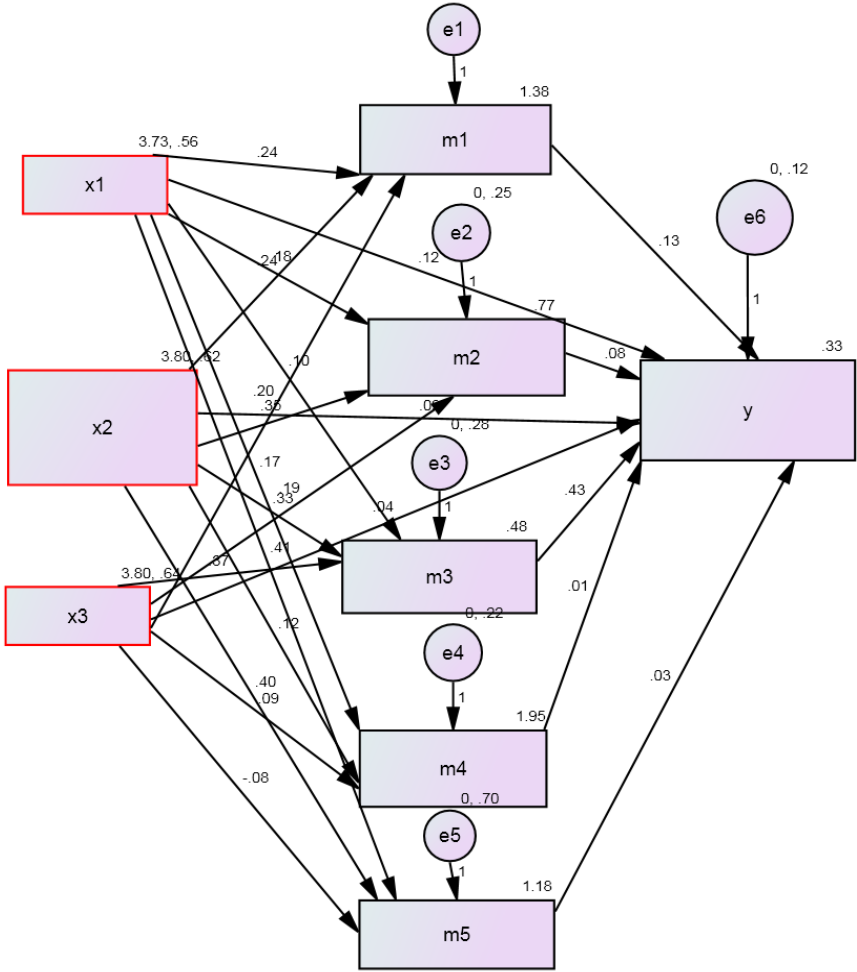 e1
1
1.38
m1
3.73, .56
.24
x1
0, .25
e2
1
0, .12
e6
1
.13
.24
.18
.12
.77
m2
.08
.33
y
3.80, .62
x2
.10
.20
.35
0, .28
e3
1
.17
.19
.33
.04
.43
.48
m3
.41
.37
3.80, .64
x3
0, .22
e4
1
.01
.12
1.95
m4
.40
.09
-.08
.03
0, .70
e5
1
1.18
m5